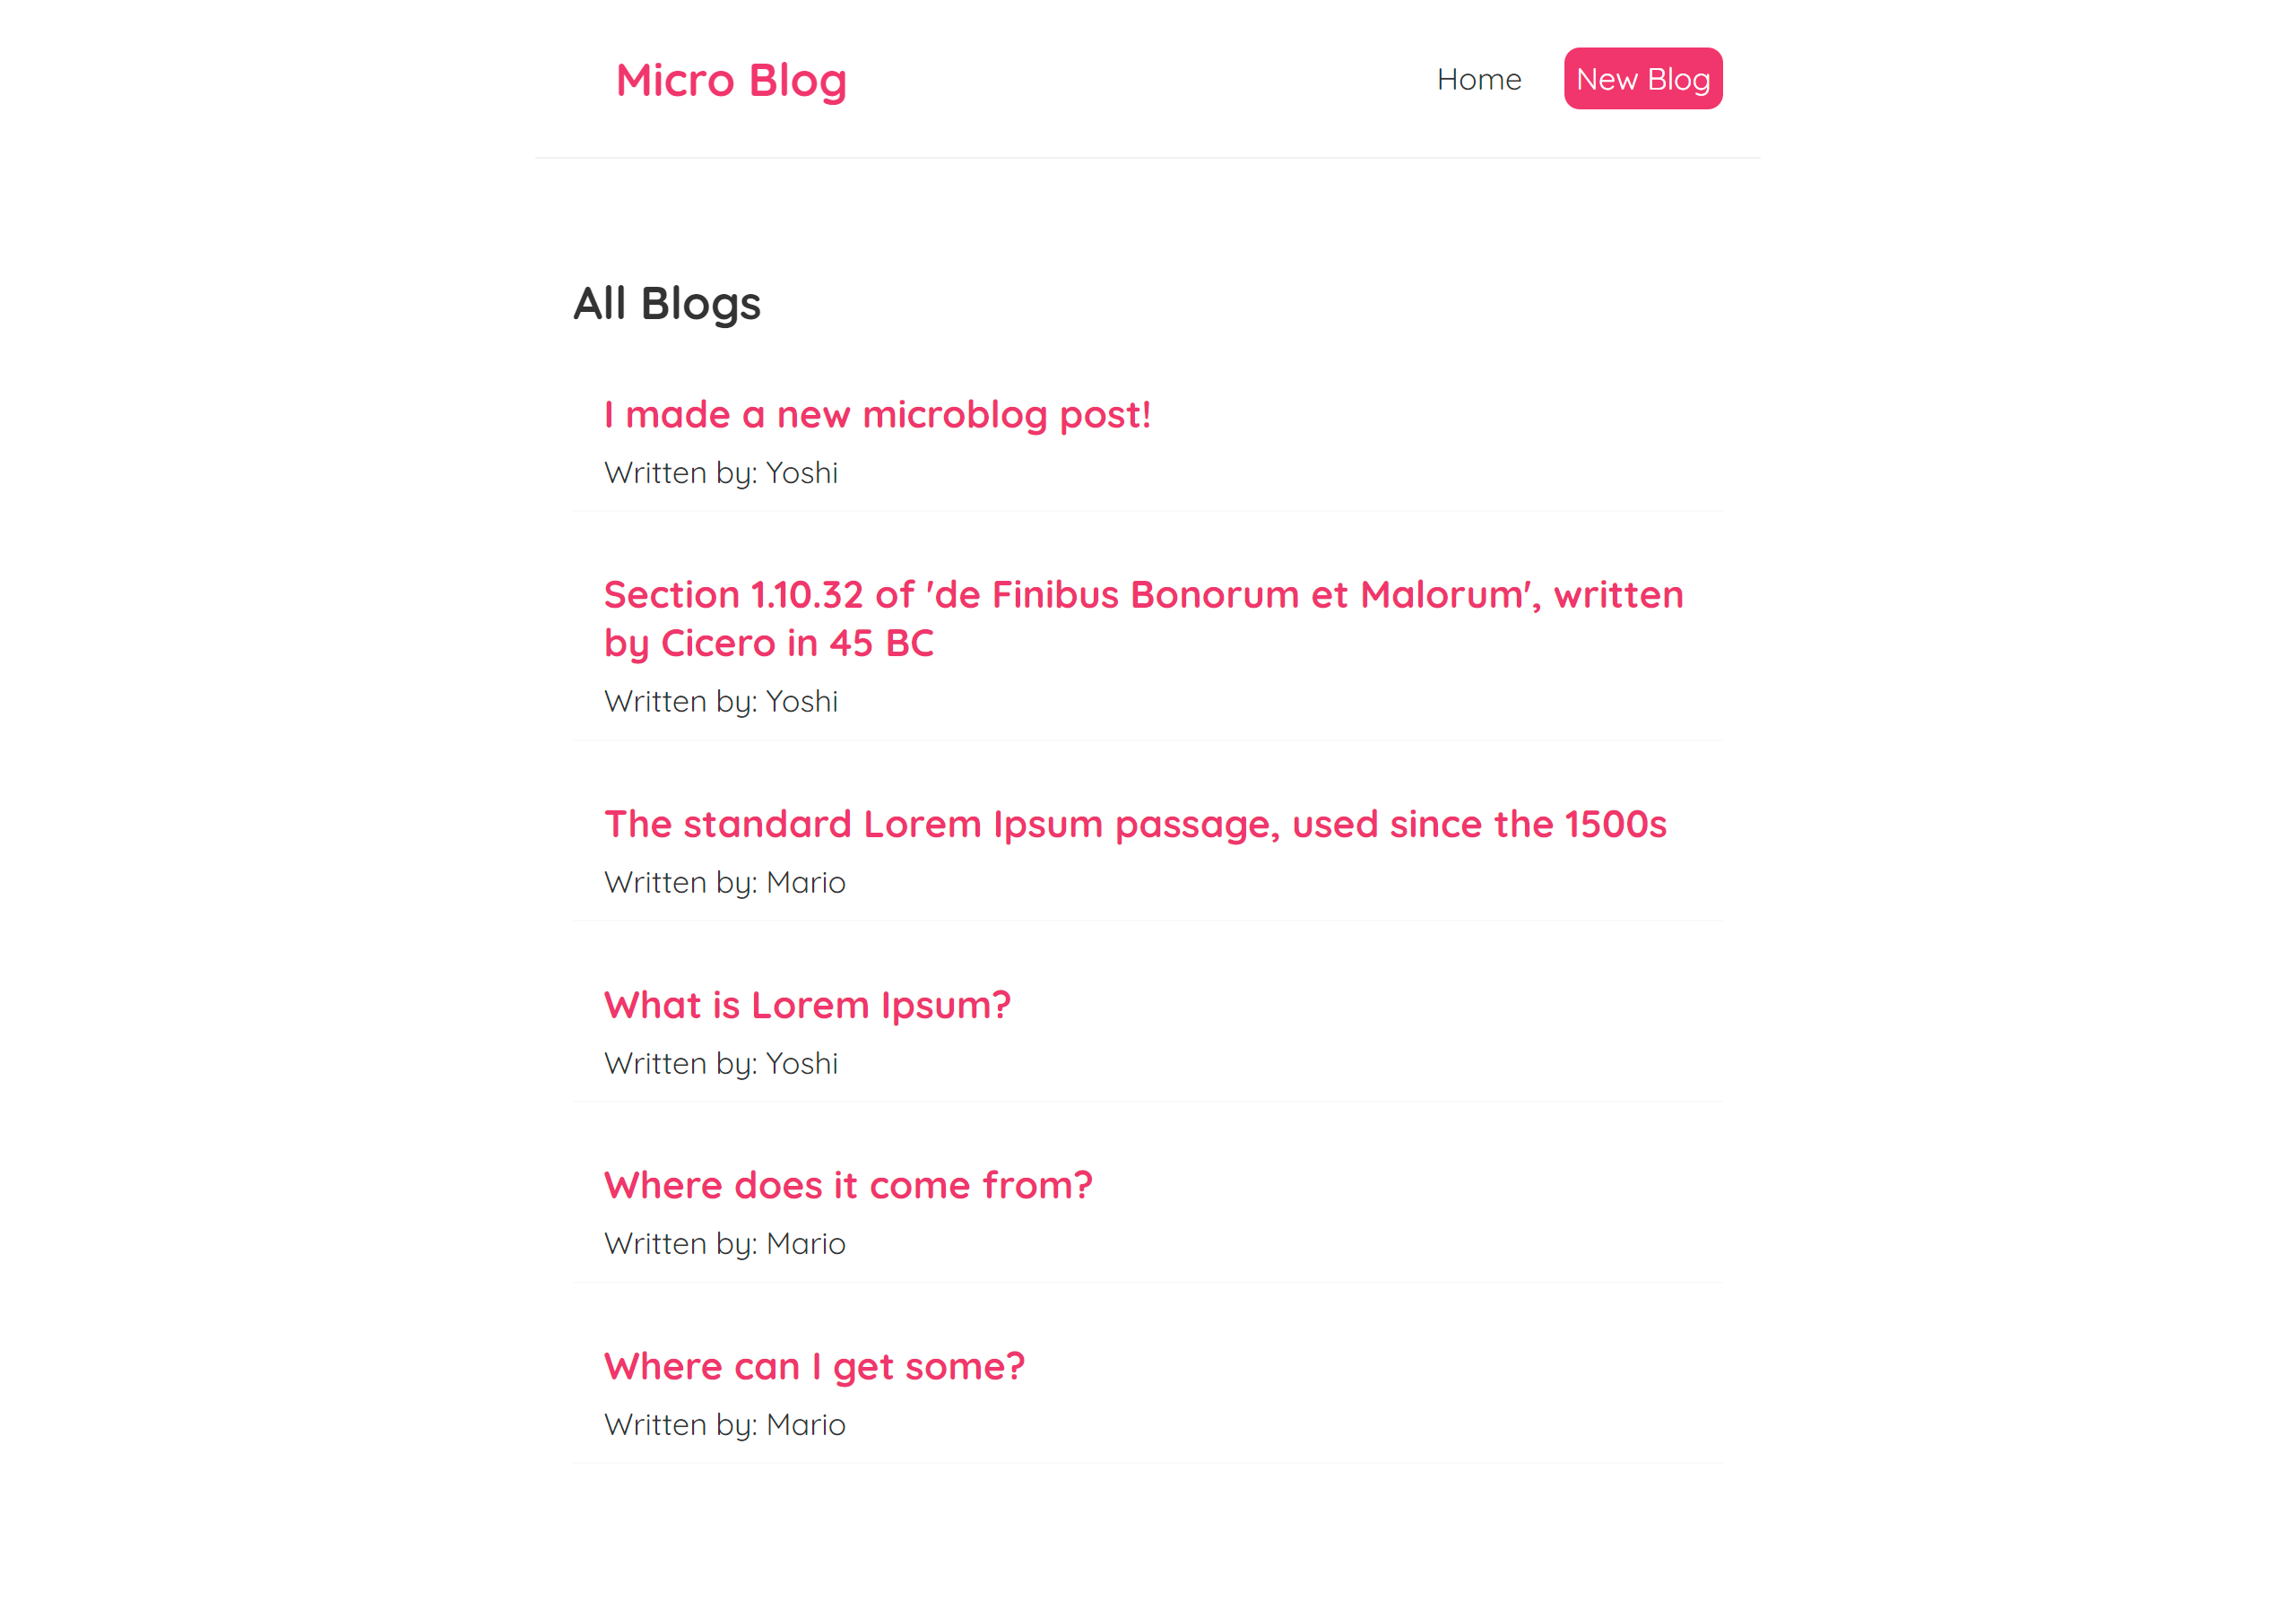 Micro Blog
Home
New Blog
All Blogs
I made a new microblog post!
Written by: Yoshi
Section 1.10.32 of 'de Finibus Bonorum et Malorum', written
by Cicero in 45 BC
Written by: Yoshi
The standard Lorem Ipsum passage, used since the 1500s
Written by: Mario
What is Lorem Ipsum?
Written by: Yoshi
Where does it come from?
Written by: Mario
Where can I get some?
Written by: Mario